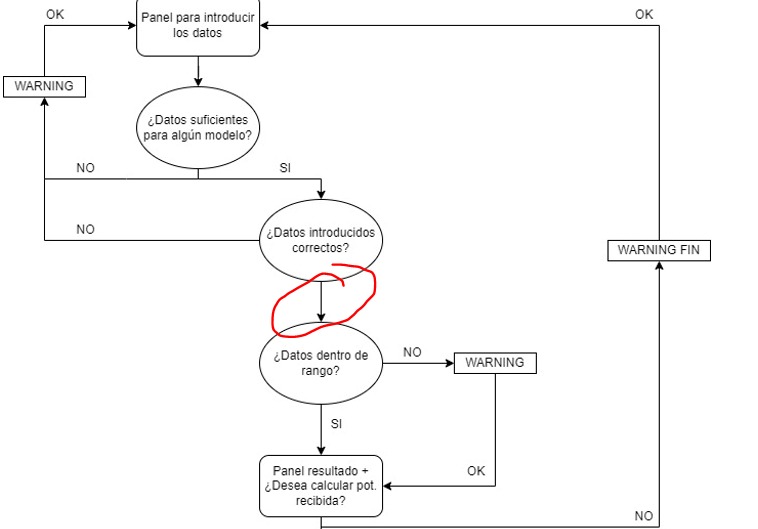 OK
OK
Panel para introducir
los datos
WARNING
¿Datos suficientes
para algún modelo?
NO
SI
NO
¿Datos introducidos
correctos?
WARNING FIN
¿Datos dentro de
rango?
NO
WARNING
SI
Panel resultado +
¿Desea calcular pot.
recibida?
OK
NO